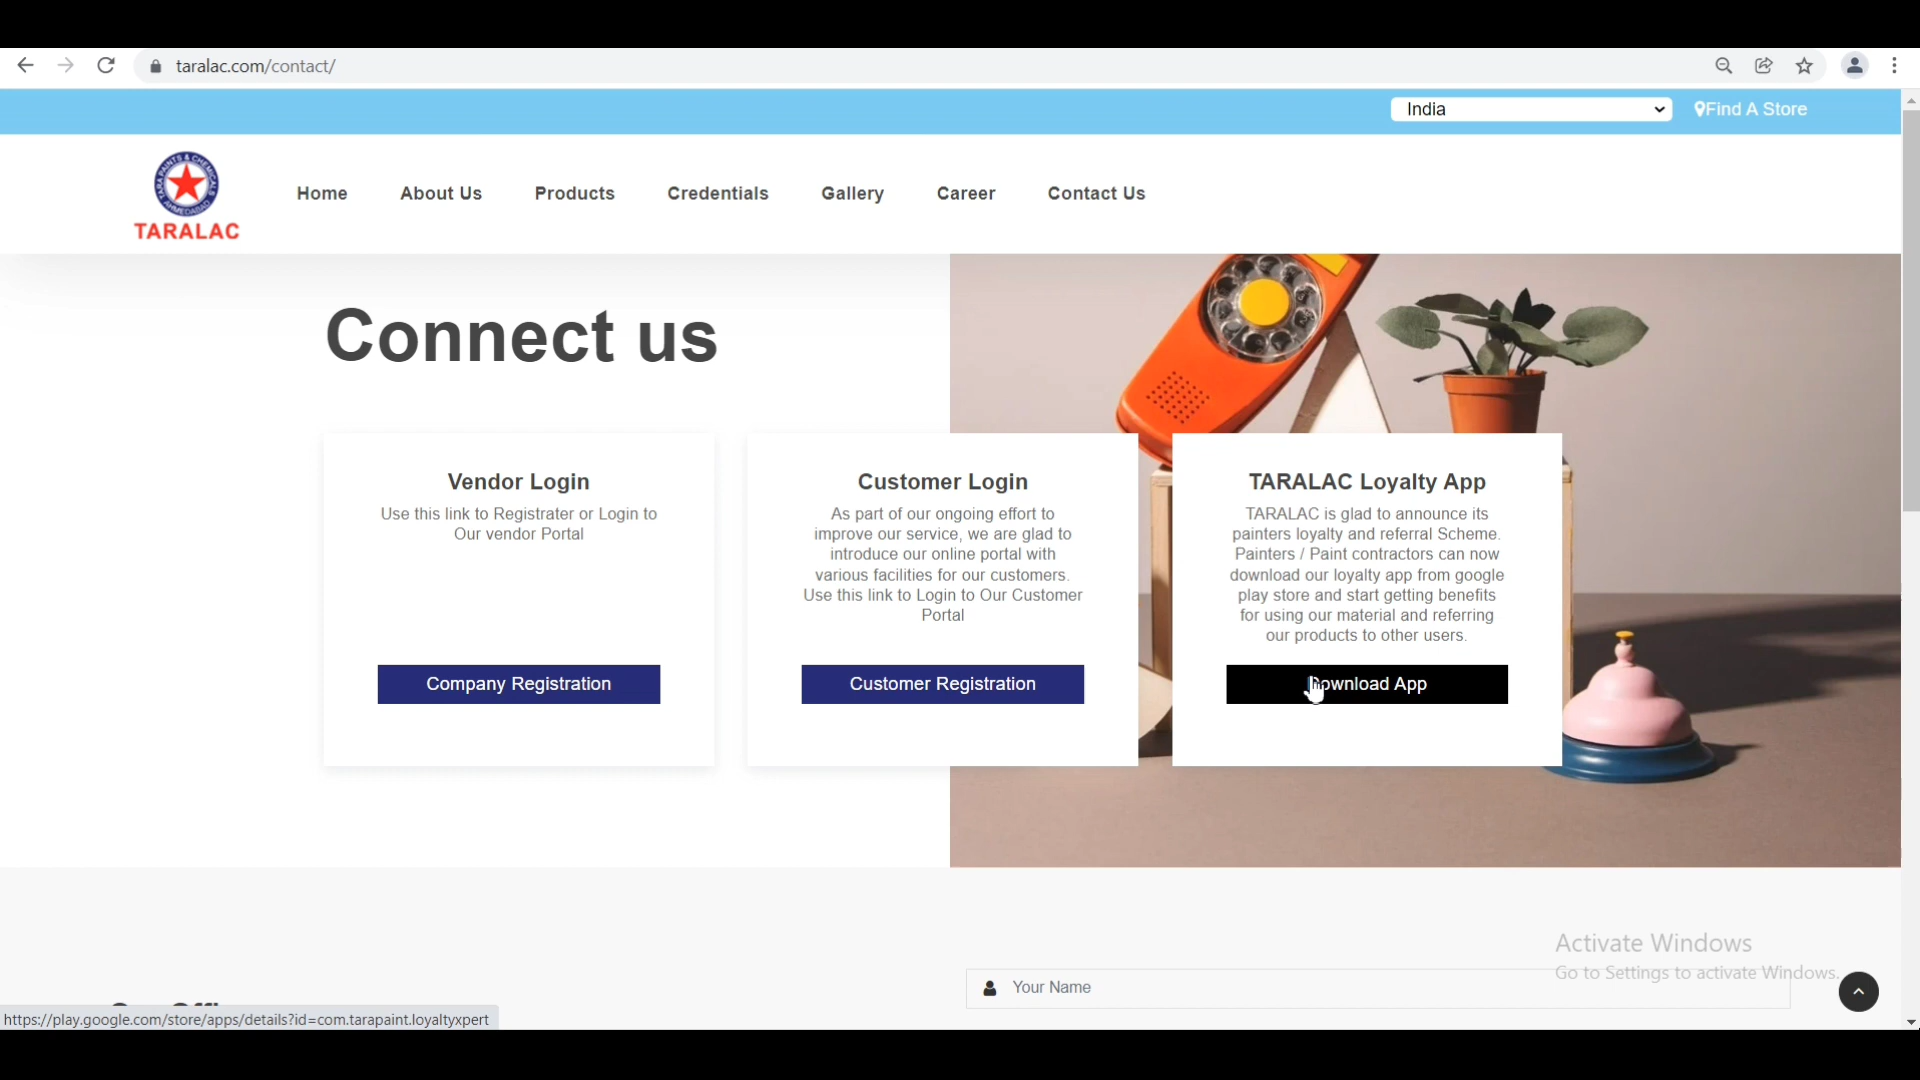 taralac.com/contact/
India
Find A Store
TARA PAINTS & CHEMICALS
AHMEDABAD
TARALAC
Home
About Us
Products
Credentials
Gallery
Career
Contact Us
Connect us
Vendor Login
Use this link to Registrater or Login to
Our vendor Portal
Company Registration
Customer Login
As part of our ongoing effort to
improve our service, we are glad to
introduce our online portal with
various facilities for our customers.
Use this link to Login to Our Customer
Portal
Customer Registration
TARALAC Loyalty App
TARALAC is glad to announce its
painters loyalty and referral Scheme.
Painters / Paint contractors can now
download our loyalty app from google
play store and start getting benefits
for using our material and referring
our products to other users.
Download App
Your Name
Activate Windows
Go to Settings to activate Windows.
https://play.google.com/store/apps/details?id=com.tarapaint.loyaltyxpert